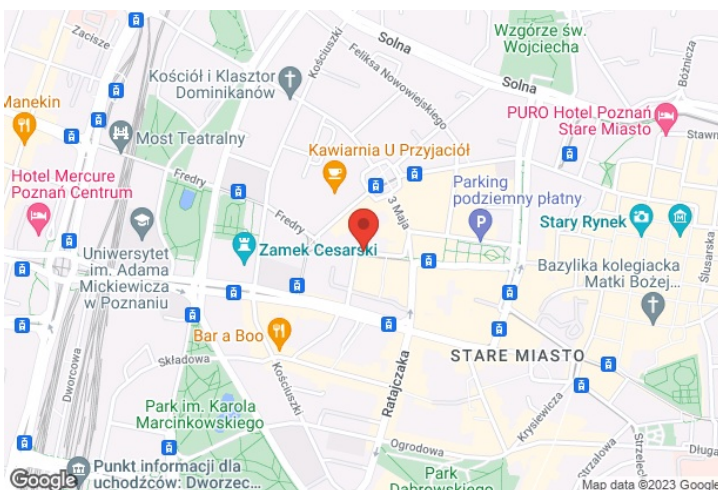 Zacisze
Solna
Wzgórze św.
Wojciecha
Kościuszki
Feliksa Nowowiejskiego
Bóżnicza
Kościół i Klasztor
Dominikanów
Solna
Manekin
PURO Hotel Poznań
Stare Miasto
Stawn
Most Teatralny
Kawiarnia U Przyjaciół
Hotel Mercure
Poznań Centrum
Fredry
3 Maja
Parking
podziemny płatny
Fredry
Stary Rynek
Ślusarska
Uniwersytet
im. Adama
Mickiewicza
w Poznaniu
Zamek Cesarski
Bazylika kolegiacka
Matki Bożej...
Bar a Boo
STARE MIASTO
Składowa
Dworcowa
Kościuszki
Ratajczaka
Park im. Karola
Marcinkowskiego
Krysiewicza
Ogrodowa
Strzałowa
Strzelec
Długa
Park
Dąbrowskiego
Punkt informacji dla
uchodźców: Dworzec...
Google
Map data ©2023 Google